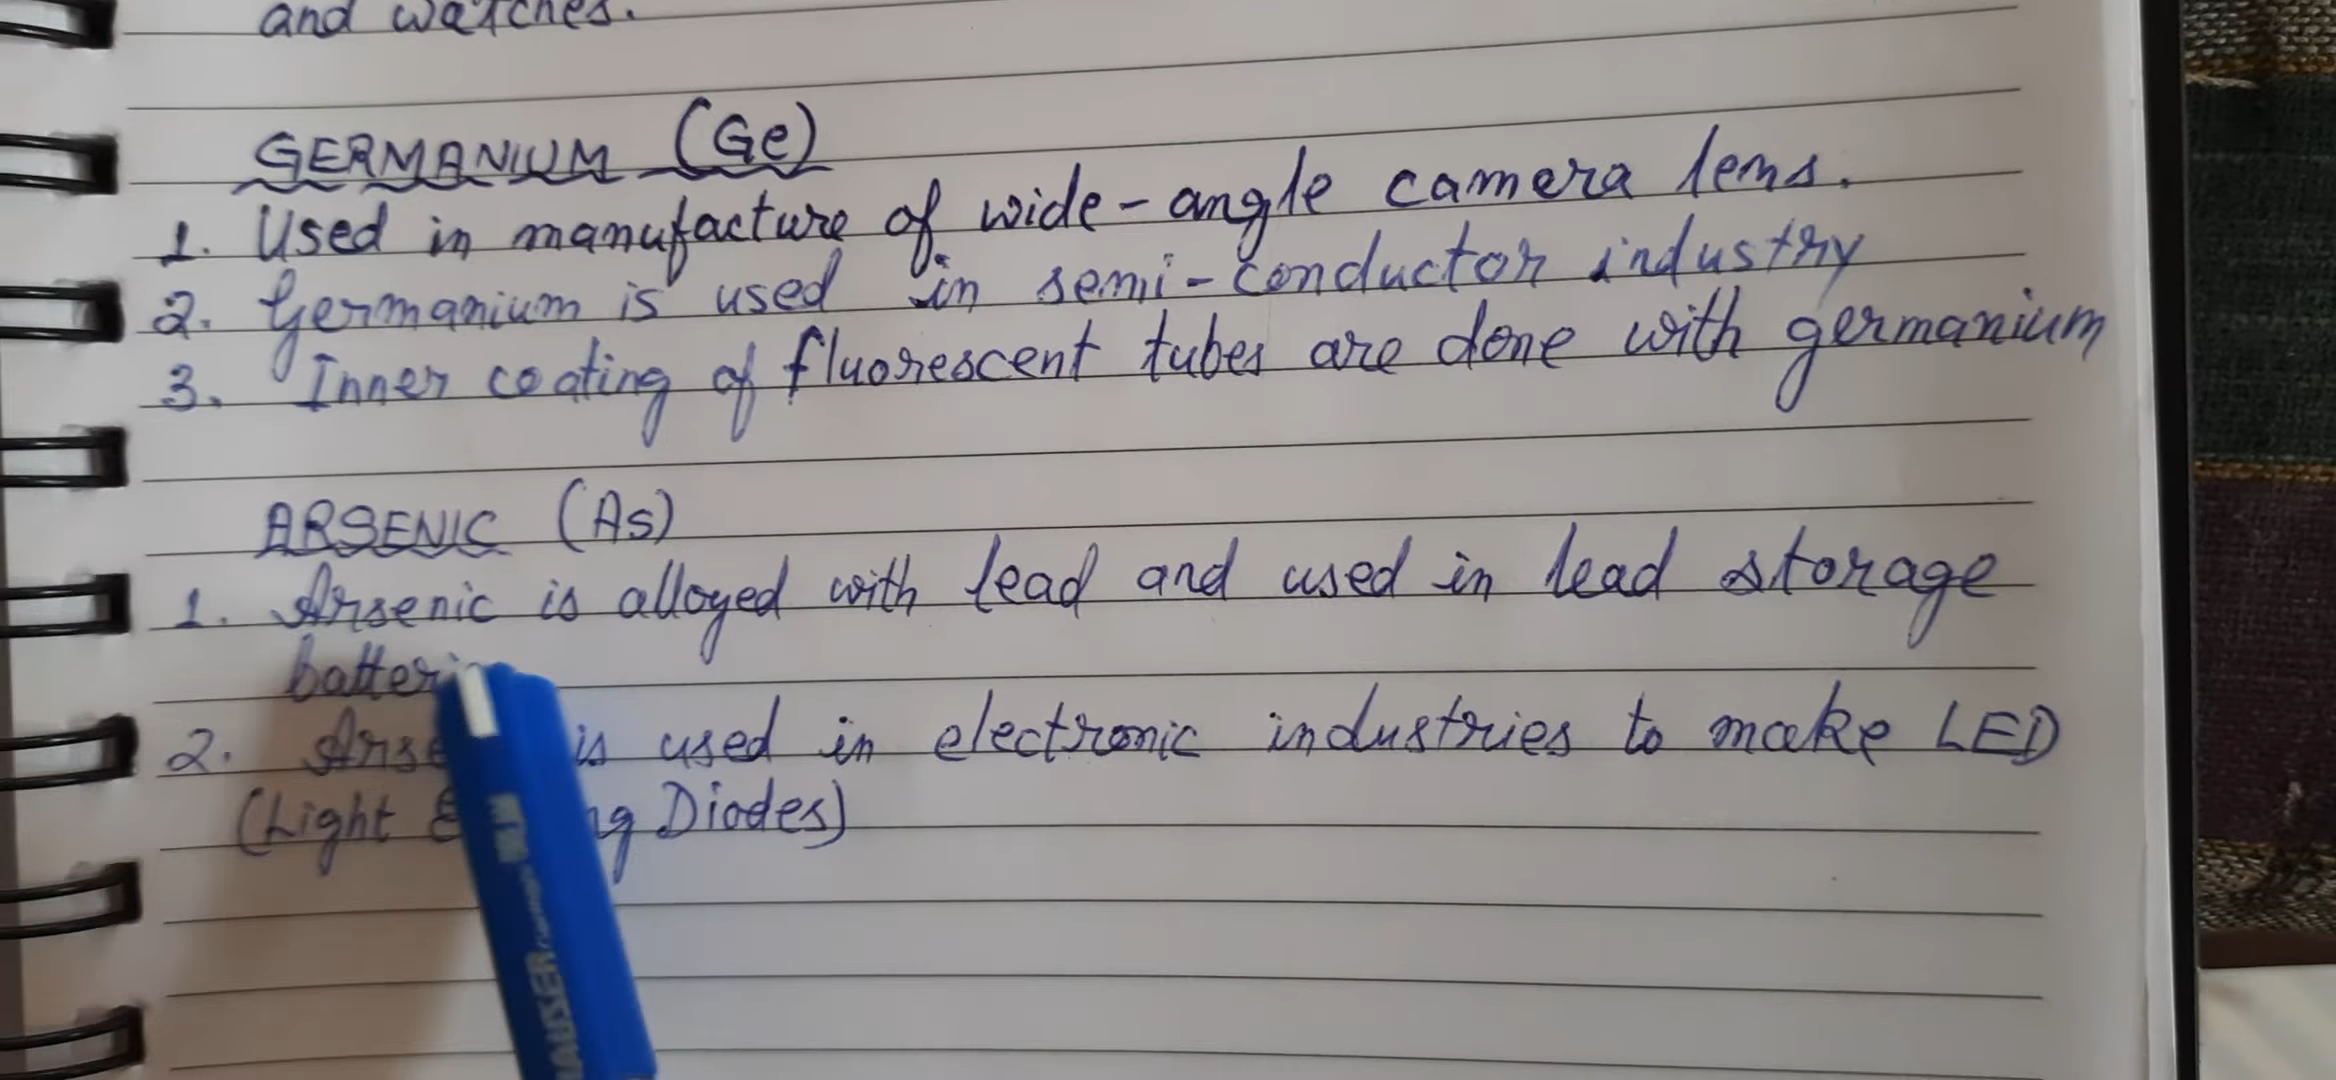 and watches.
GERMANIUM (Ge)
1. Used in manufacture of wide-angle camera lens.
2. Germanium is used in semi-conductor industry
3. Inner coating of fluorescent tubes are done with germanium
ARSENIC (As)
1. Arsenic is alloyed with lead and used in lead storage
2. is used in electronic industries to make LED
(Light Diodes)
HAUSER